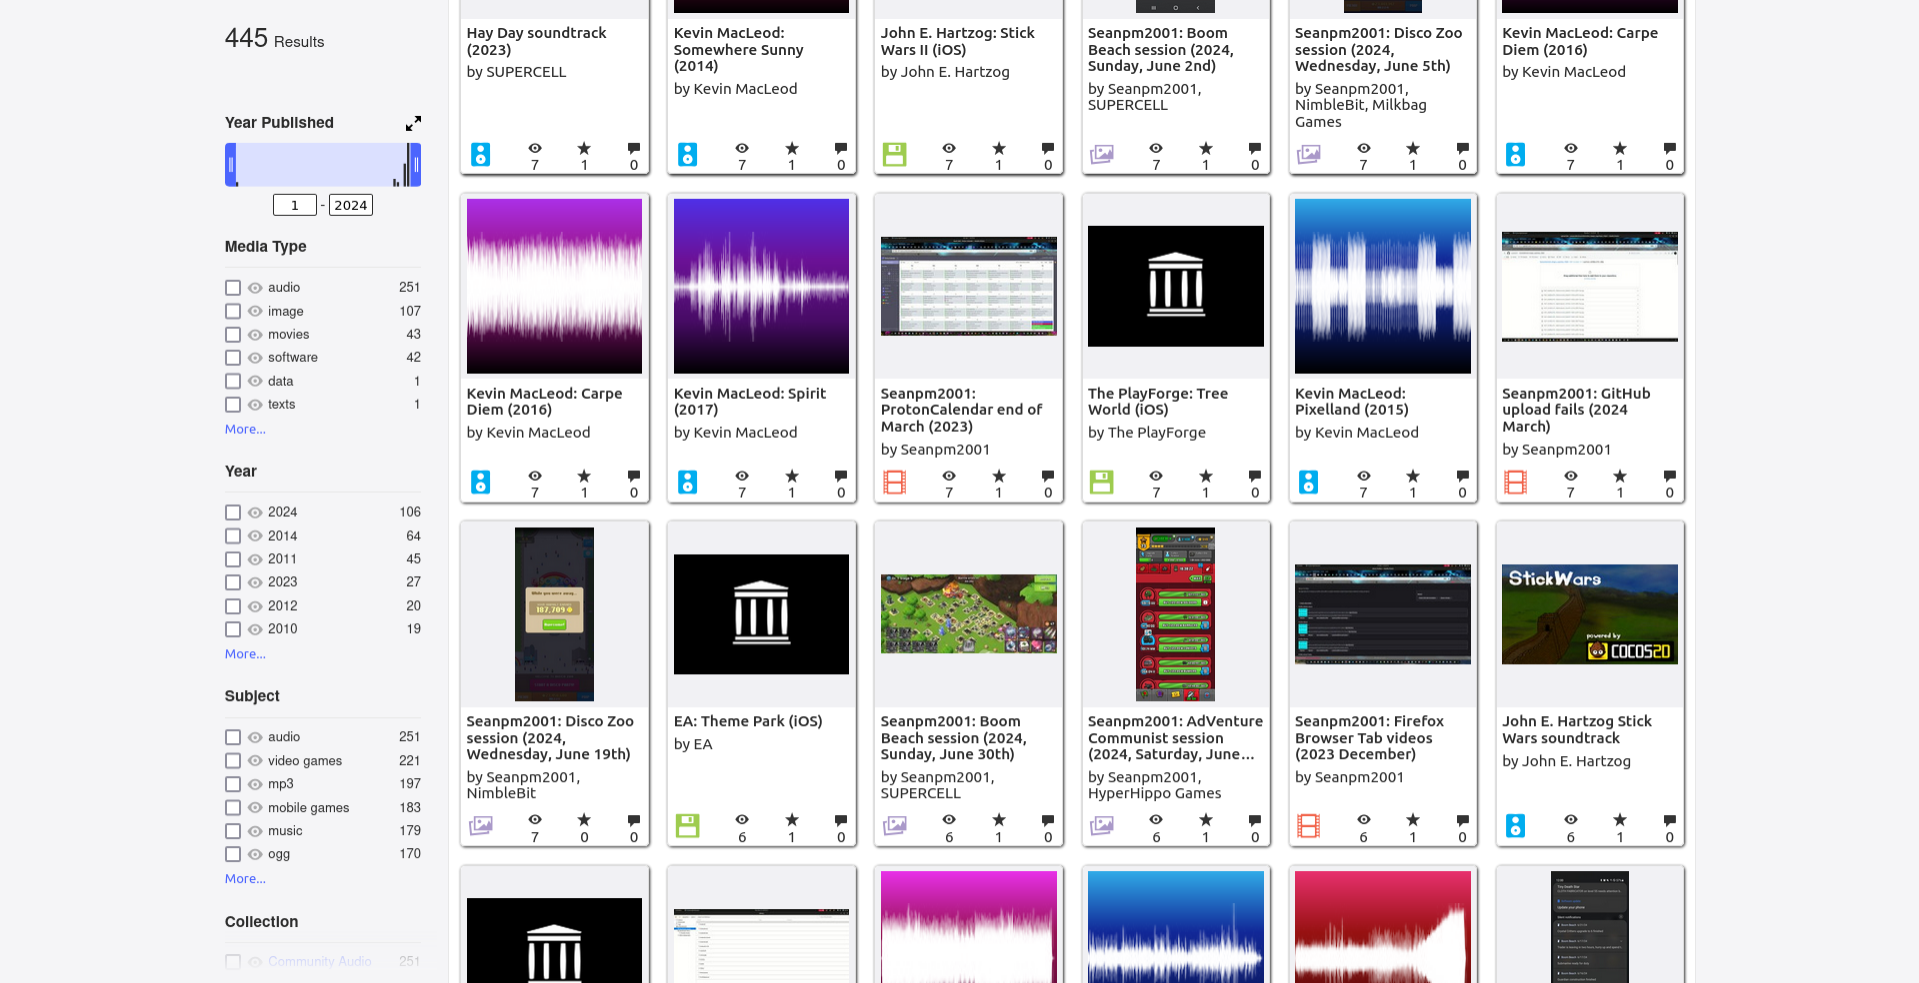 445 Results
Year Published
1 - 2024
Media Type
audio 251
image 107
movies 43
software 42
data 1
texts 1
More...
Year
2024 106
2014 64
2011 45
2023 27
2012 20
2010 19
More...
Subject
audio 251
video games 221
mp3 197
mobile games 183
music 179
ogg 170
More...
Collection
Community Audio 251
Hay Day soundtrack
(2023)
by SUPERCELL
7 1 0
Kevin MacLeod:
Somewhere Sunny
(2014)
by Kevin MacLeod
7 1 0
John E. Hartzog: Stick
Wars II (iOS)
by John E. Hartzog
7 1 0
Seanpm2001: Boom
Beach session (2024,
Sunday, June 2nd)
by Seanpm2001,
SUPERCELL
7 1 0
Seanpm2001: Disco Zoo
session (2024,
Wednesday, June 5th)
by Seanpm2001,
NimbleBit, Milkbag
Games
7 1 0
Kevin MacLeod: Carpe
Diem (2016)
by Kevin MacLeod
7 1 0
Kevin MacLeod: Carpe
Diem (2016)
by Kevin MacLeod
7 1 0
Kevin MacLeod: Spirit
(2017)
by Kevin MacLeod
7 1 0
Seanpm2001:
ProtonCalendar end of
March (2023)
by Seanpm2001
7 1 0
The PlayForge: Tree
World (iOS)
by The PlayForge
7 1 0
Kevin MacLeod:
Pixelland (2015)
by Kevin MacLeod
7 1 0
Seanpm2001: GitHub
upload fails (2024
March)
by Seanpm2001
7 1 0
While you were away...
187,709
Seanpm2001: Disco Zoo
session (2024,
Wednesday, June 19th)
by Seanpm2001,
NimbleBit
7 0 0
EA: Theme Park (iOS)
by EA
6 1 0
Seanpm2001: Boom
Beach session (2024,
Sunday, June 30th)
by Seanpm2001,
SUPERCELL
6 1 0
Seanpm2001: AdVenture
Communist session
(2024, Saturday, June...
by Seanpm2001,
HyperHippo Games
6 1 0
Seanpm2001: Firefox
Browser Tab videos
(2023 December)
by Seanpm2001
6 1 0
StickWars
powered by
COCOS2D
John E. Hartzog Stick
Wars soundtrack
by John E. Hartzog
6 1 0